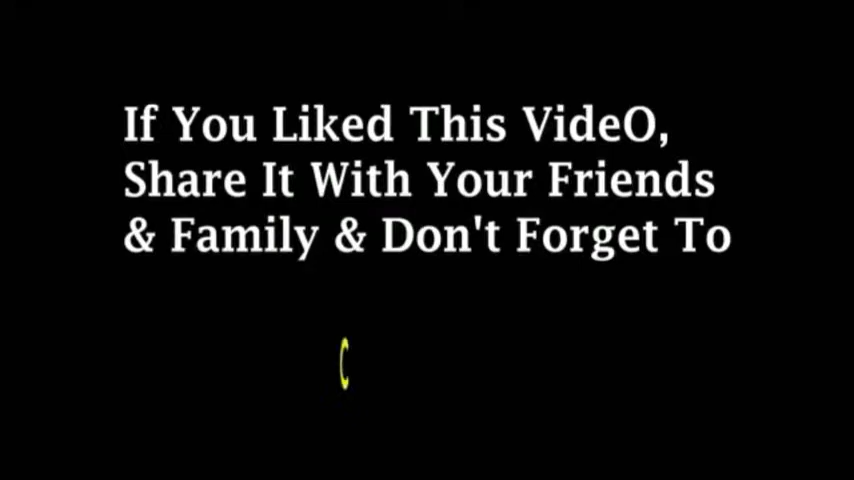 If You Liked This VideO,
Share It With Your Friends
& Family & Don't Forget To
C